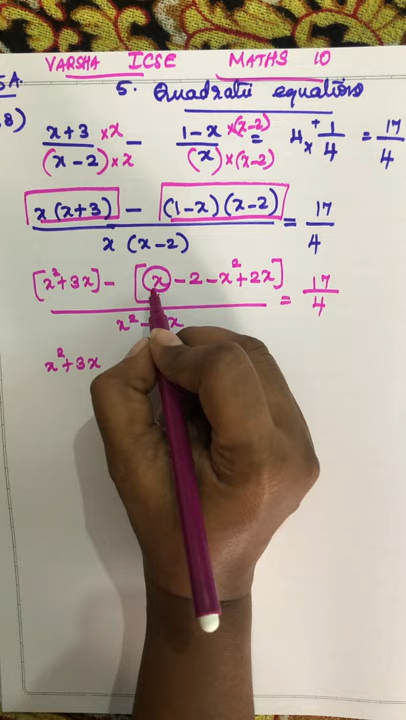 VARSHA ICSE MATHS 10
5A. 5. Quadratic equations
8) (x+3)/(x-2) ×x/×x - (1-x)/(x) ×(x-2)/×(x-2) = 4 ×+ 1/4 = 17/4
x(x+3) - (1-x)(x-2) / x(x-2) = 17/4
[x²+3x] - [x-2-x²+2x] / x² x = 17/4
x²+3x